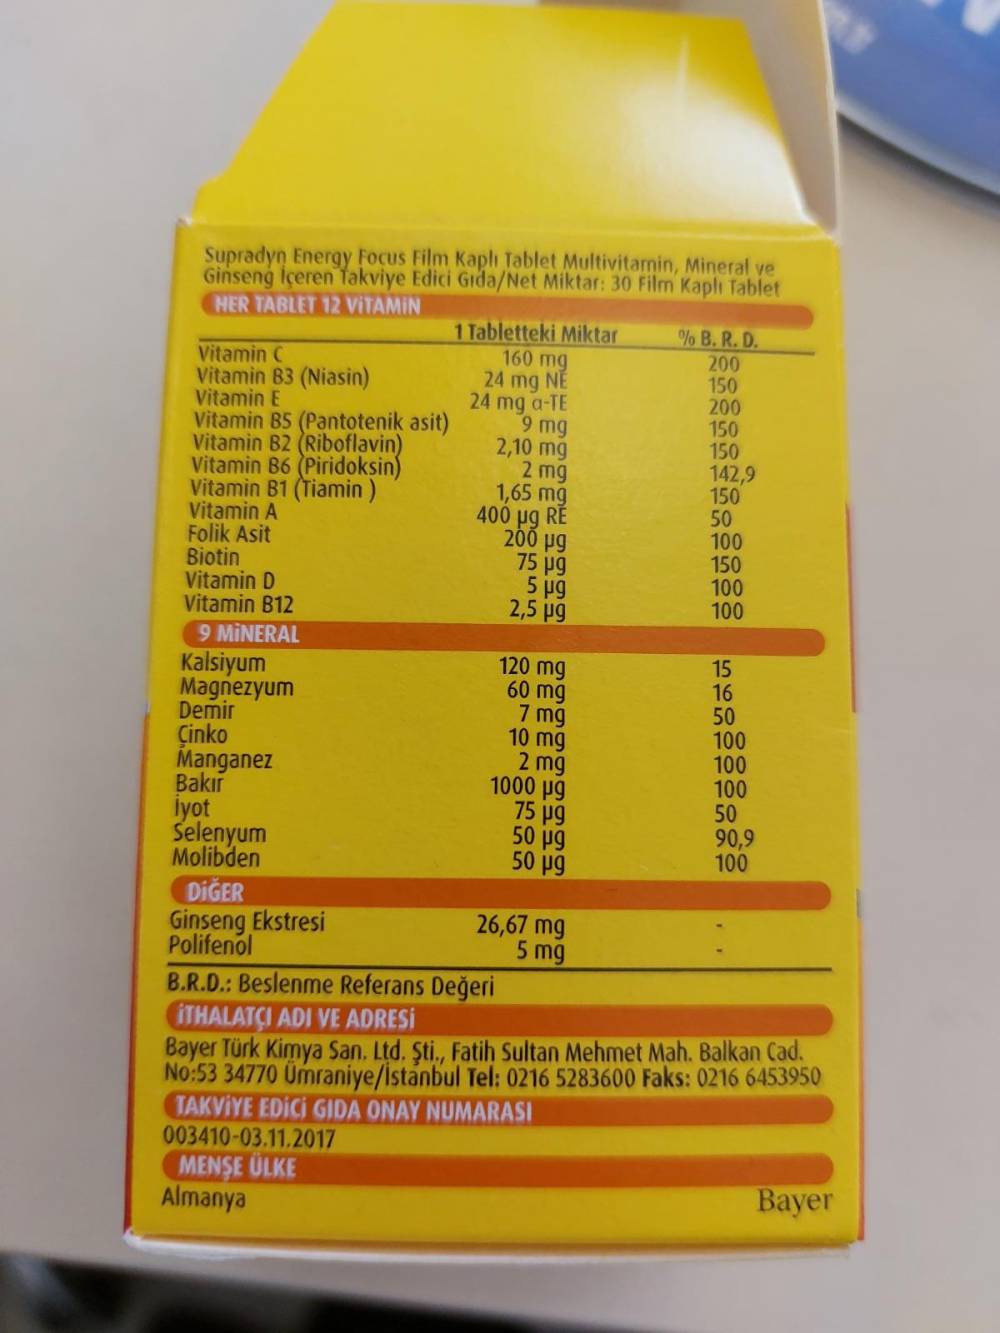 Supradyn Energy Focus Film Kaplı Tablet Multivitamin, Mineral ve
Ginseng İçeren Takviye Edici Gıda/Net Miktar: 30 Film Kaplı Tablet
HER TABLET 12 VİTAMİN
1 Tabletteki Miktar % B. R. D.
Vitamin C 160 mg 200
Vitamin B3 (Niasin) 24 mg NE 150
Vitamin E 24 mg α-TE 200
Vitamin B5 (Pantotenik asit) 9 mg 150
Vitamin B2 (Riboflavin) 2,10 mg 150
Vitamin B6 (Piridoksin) 2 mg 142,9
Vitamin B1 (Tiamin ) 1,65 mg 150
Vitamin A 400 µg RE 50
Folik Asit 200 µg 100
Biotin 75 µg 150
Vitamin D 5 µg 100
Vitamin B12 2,5 µg 100
9 MİNERAL
Kalsiyum 120 mg 15
Magnezyum 60 mg 16
Demir 7 mg 50
Çinko 10 mg 100
Manganez 2 mg 100
Bakır 1000 µg 100
İyot 75 µg 50
Selenyum 50 µg 90,9
Molibden 50 µg 100
DİĞER
Ginseng Ekstresi 26,67 mg -
Polifenol 5 mg -
B.R.D.: Beslenme Referans Değeri
İTHALATÇI ADI VE ADRESİ
Bayer Türk Kimya San. Ltd. Şti., Fatih Sultan Mehmet Mah. Balkan Cad.
No:53 34770 Ümraniye/İstanbul Tel: 0216 5283600 Faks: 0216 6453950
TAKVİYE EDİCİ GIDA ONAY NUMARASI
003410-03.11.2017
MENŞE ÜLKE
Almanya
Bayer